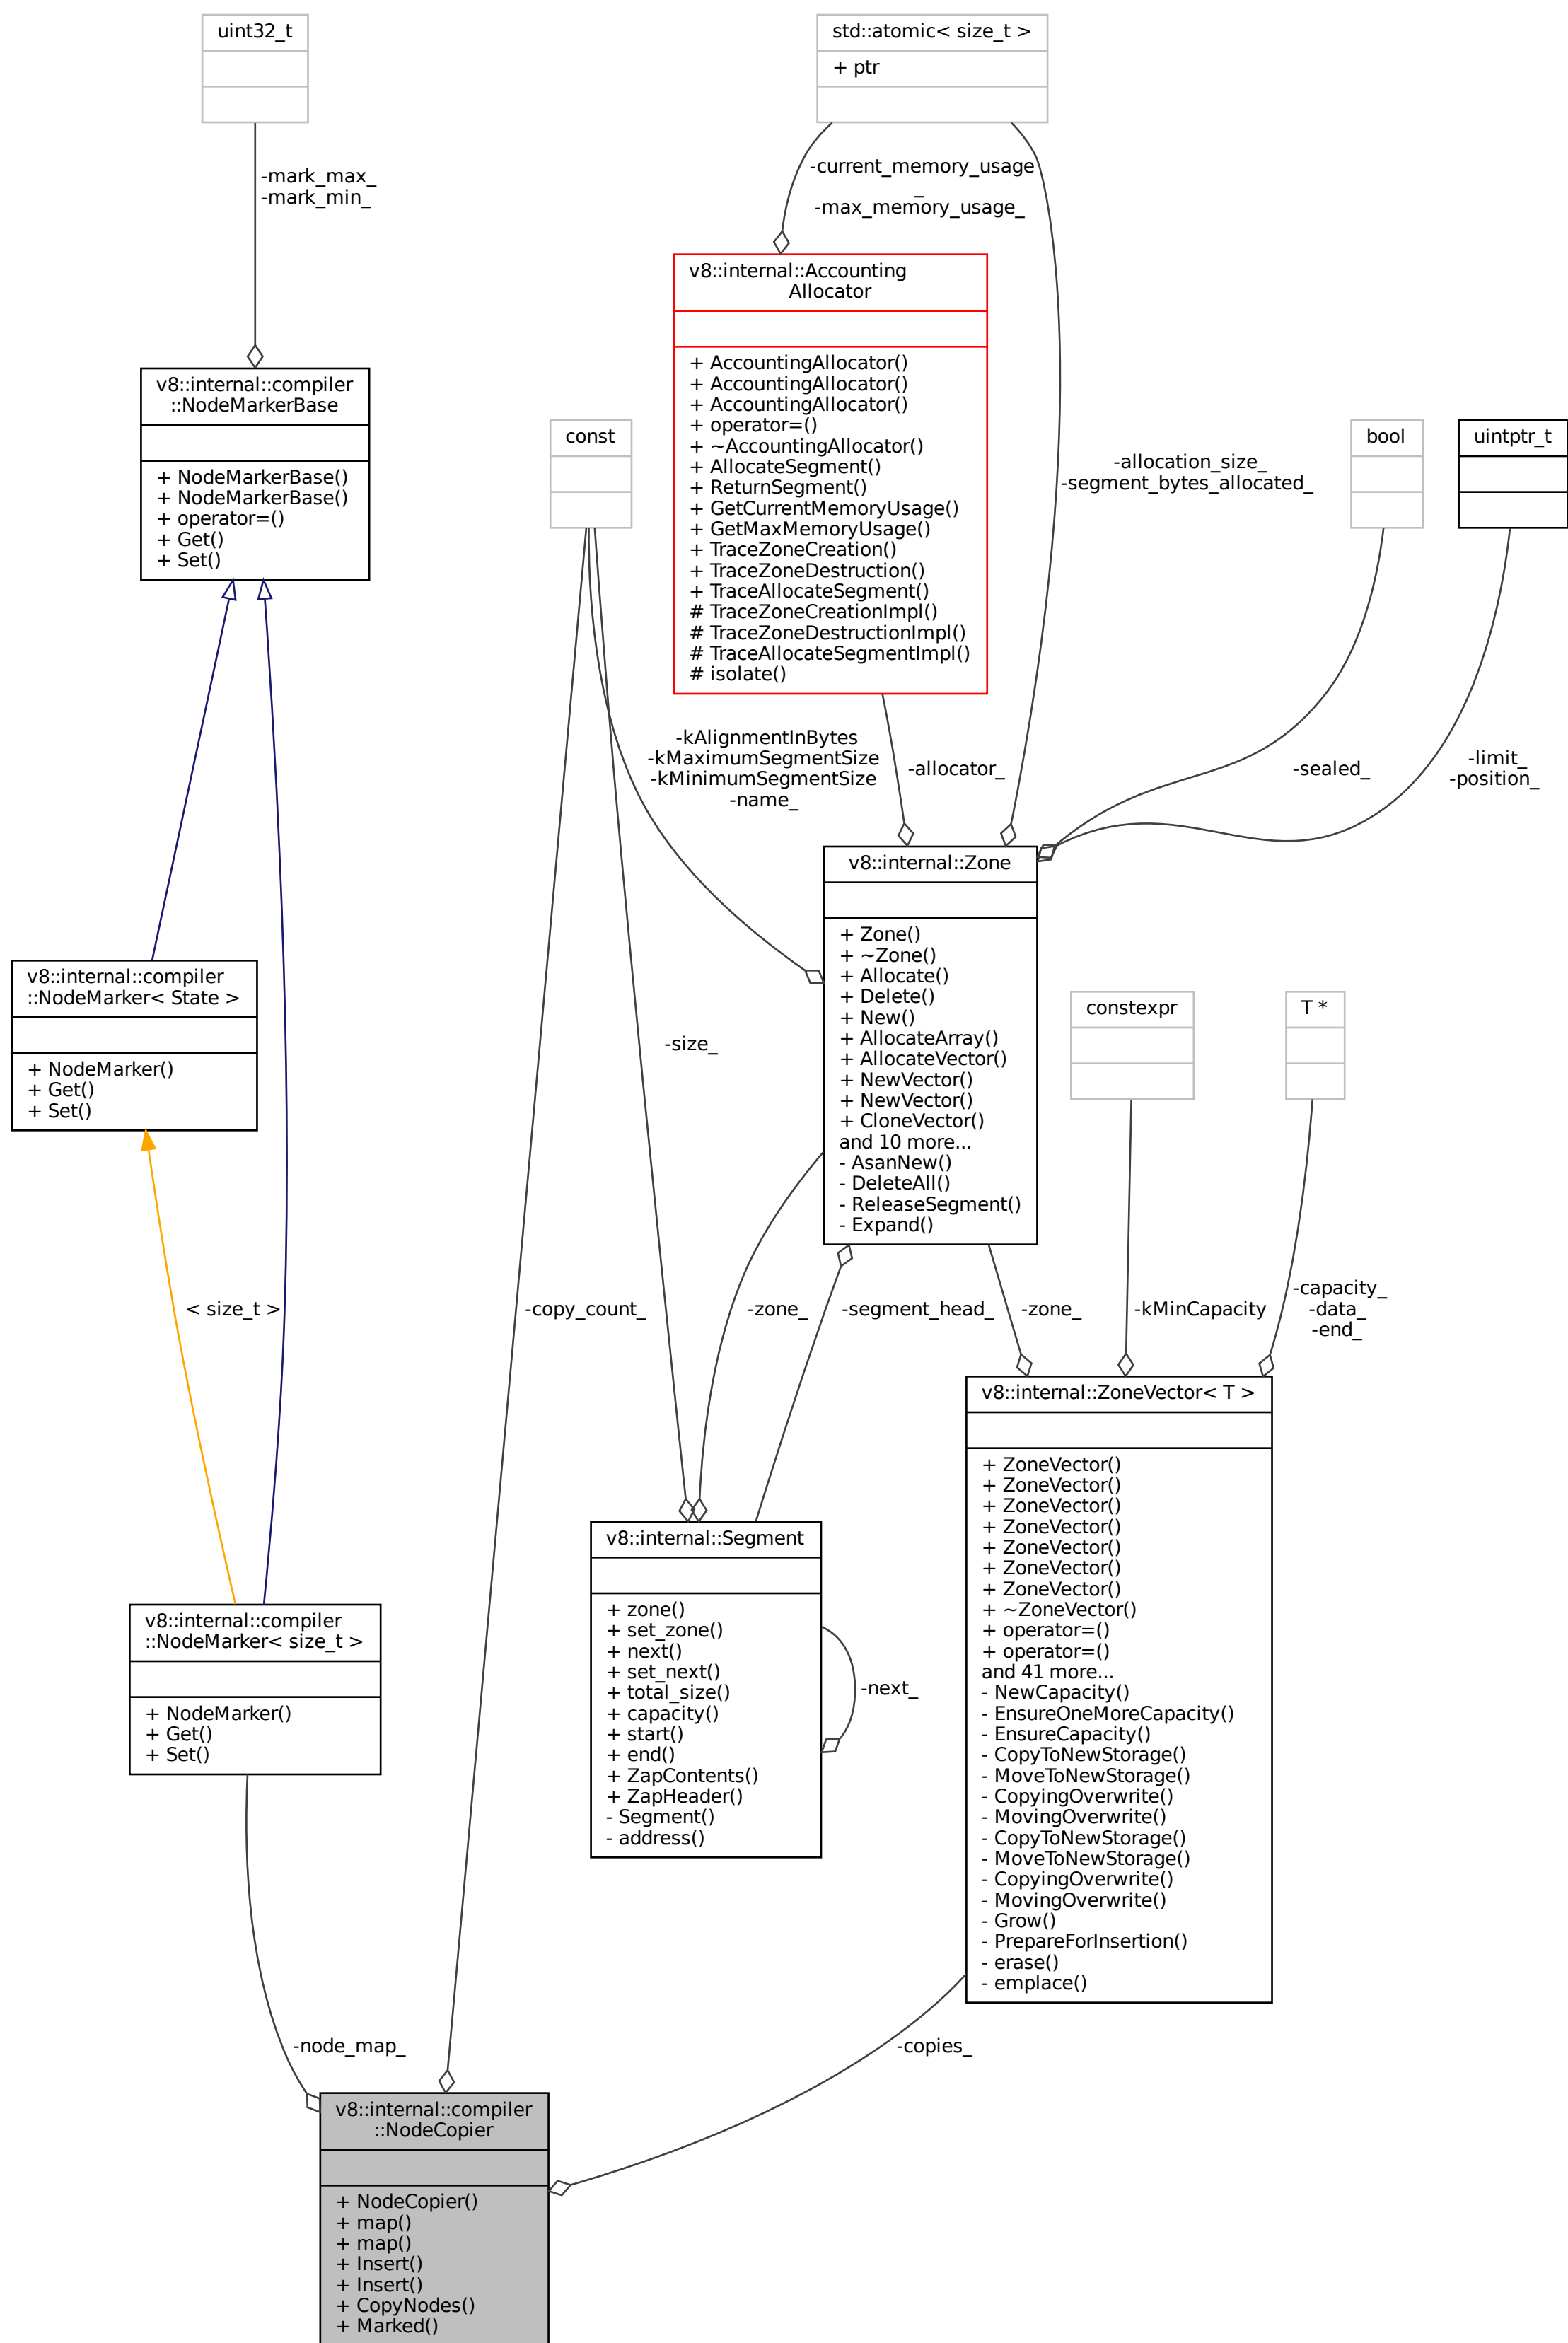 uint32_t
std::atomic< size_t >
+ ptr
-mark_max_
-mark_min_
-current_memory_usage
_
-max_memory_usage_
v8::internal::Accounting
Allocator
+ AccountingAllocator()
+ AccountingAllocator()
+ AccountingAllocator()
+ operator=()
+ ~AccountingAllocator()
+ AllocateSegment()
+ ReturnSegment()
+ GetCurrentMemoryUsage()
+ GetMaxMemoryUsage()
+ TraceZoneCreation()
+ TraceZoneDestruction()
+ TraceAllocateSegment()
# TraceZoneCreationImpl()
# TraceZoneDestructionImpl()
# TraceAllocateSegmentImpl()
# isolate()
v8::internal::compiler
::NodeMarkerBase
+ NodeMarkerBase()
+ NodeMarkerBase()
+ operator=()
+ Get()
+ Set()
const
-allocation_size_
-segment_bytes_allocated_
bool
uintptr_t
-kAlignmentInBytes
-kMaximumSegmentSize
-kMinimumSegmentSize
-name_
-allocator_
-sealed_
-limit_
-position_
v8::internal::Zone
+ Zone()
+ ~Zone()
+ Allocate()
+ Delete()
+ New()
+ AllocateArray()
+ AllocateVector()
+ NewVector()
+ NewVector()
+ CloneVector()
and 10 more...
- AsanNew()
- DeleteAll()
- ReleaseSegment()
- Expand()
v8::internal::compiler
::NodeMarker< State >
+ NodeMarker()
+ Get()
+ Set()
-size_
constexpr
T *
< size_t >
-copy_count_
-zone_
-segment_head_
-zone_
-kMinCapacity
-capacity_
-data_
-end_
v8::internal::ZoneVector< T >
+ ZoneVector()
+ ZoneVector()
+ ZoneVector()
+ ZoneVector()
+ ZoneVector()
+ ZoneVector()
+ ZoneVector()
+ ~ZoneVector()
+ operator=()
+ operator=()
and 41 more...
- NewCapacity()
- EnsureOneMoreCapacity()
- EnsureCapacity()
- CopyToNewStorage()
- MoveToNewStorage()
- CopyingOverwrite()
- MovingOverwrite()
- CopyToNewStorage()
- MoveToNewStorage()
- CopyingOverwrite()
- MovingOverwrite()
- Grow()
- PrepareForInsertion()
- erase()
- emplace()
v8::internal::Segment
+ zone()
+ set_zone()
+ next()
+ set_next()
+ total_size()
+ capacity()
+ start()
+ end()
+ ZapContents()
+ ZapHeader()
- Segment()
- address()
-next_
v8::internal::compiler
::NodeMarker< size_t >
+ NodeMarker()
+ Get()
+ Set()
-node_map_
-copies_
v8::internal::compiler
::NodeCopier
+ NodeCopier()
+ map()
+ map()
+ Insert()
+ Insert()
+ CopyNodes()
+ Marked()